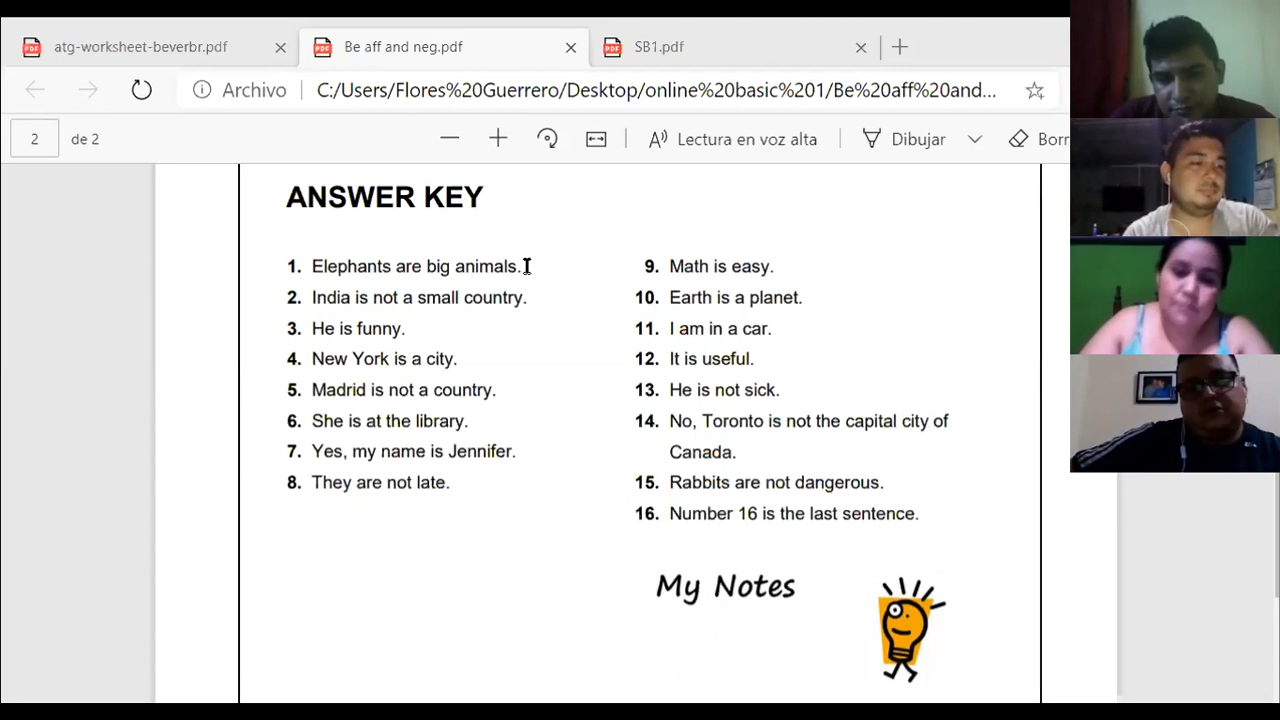 atg-worksheet-beverbr.pdf
Be aff and neg.pdf
SB1.pdf
Archivo
C:/Users/Flores%20Guerrero/Desktop/online%20basic%201/Be%20aff%20and...
2 de 2
Lectura en voz alta
Dibujar
Borr
ANSWER KEY
1. Elephants are big animals.
2. India is not a small country.
3. He is funny.
4. New York is a city.
5. Madrid is not a country.
6. She is at the library.
7. Yes, my name is Jennifer.
8. They are not late.
9. Math is easy.
10. Earth is a planet.
11. I am in a car.
12. It is useful.
13. He is not sick.
14. No, Toronto is not the capital city of
Canada.
15. Rabbits are not dangerous.
16. Number 16 is the last sentence.
My Notes